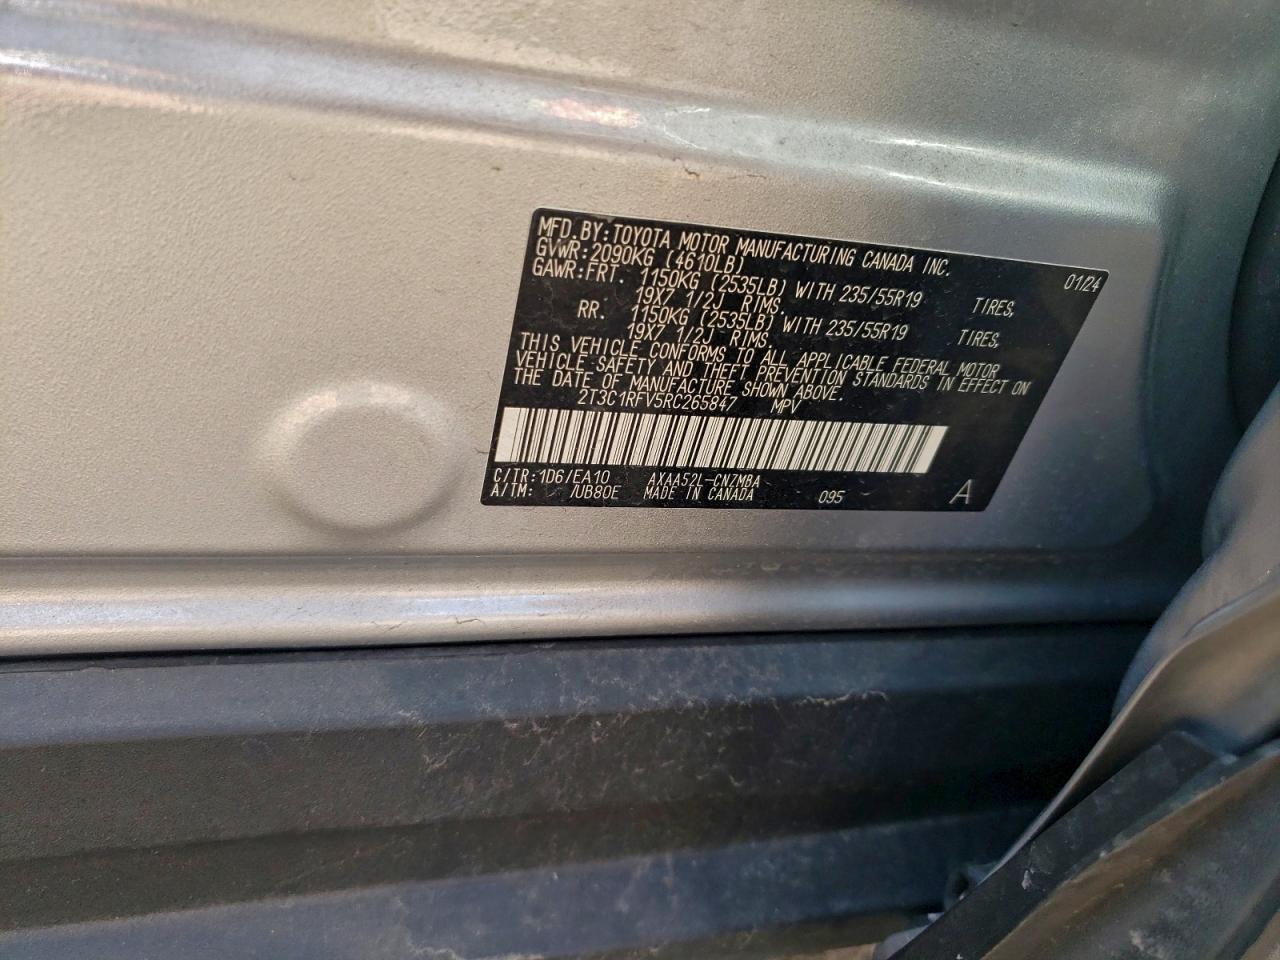 MFD.BY:TOYOTA MOTOR MANUFACTURING CANADA INC.
GVWR:2090KG (4610LB) 01/24
GAWR:FRT. 1150KG (2535LB) WITH 235/55R19 TIRES,
19X7 1/2J RIMS.
RR. 1150KG (2535LB) WITH 235/55R19 TIRES,
19X7 1/2J RIMS.
THIS VEHICLE CONFORMS TO ALL APPLICABLE FEDERAL MOTOR
VEHICLE SAFETY AND THEFT PREVENTION STANDARDS IN EFFECT ON
THE DATE OF MANUFACTURE SHOWN ABOVE.
2T3C1RFV5RC265847 MPV
C/TR:1D6/EA10 AXAA52L-CNZMBA
A/TM: /UB80E MADE IN CANADA 095 A